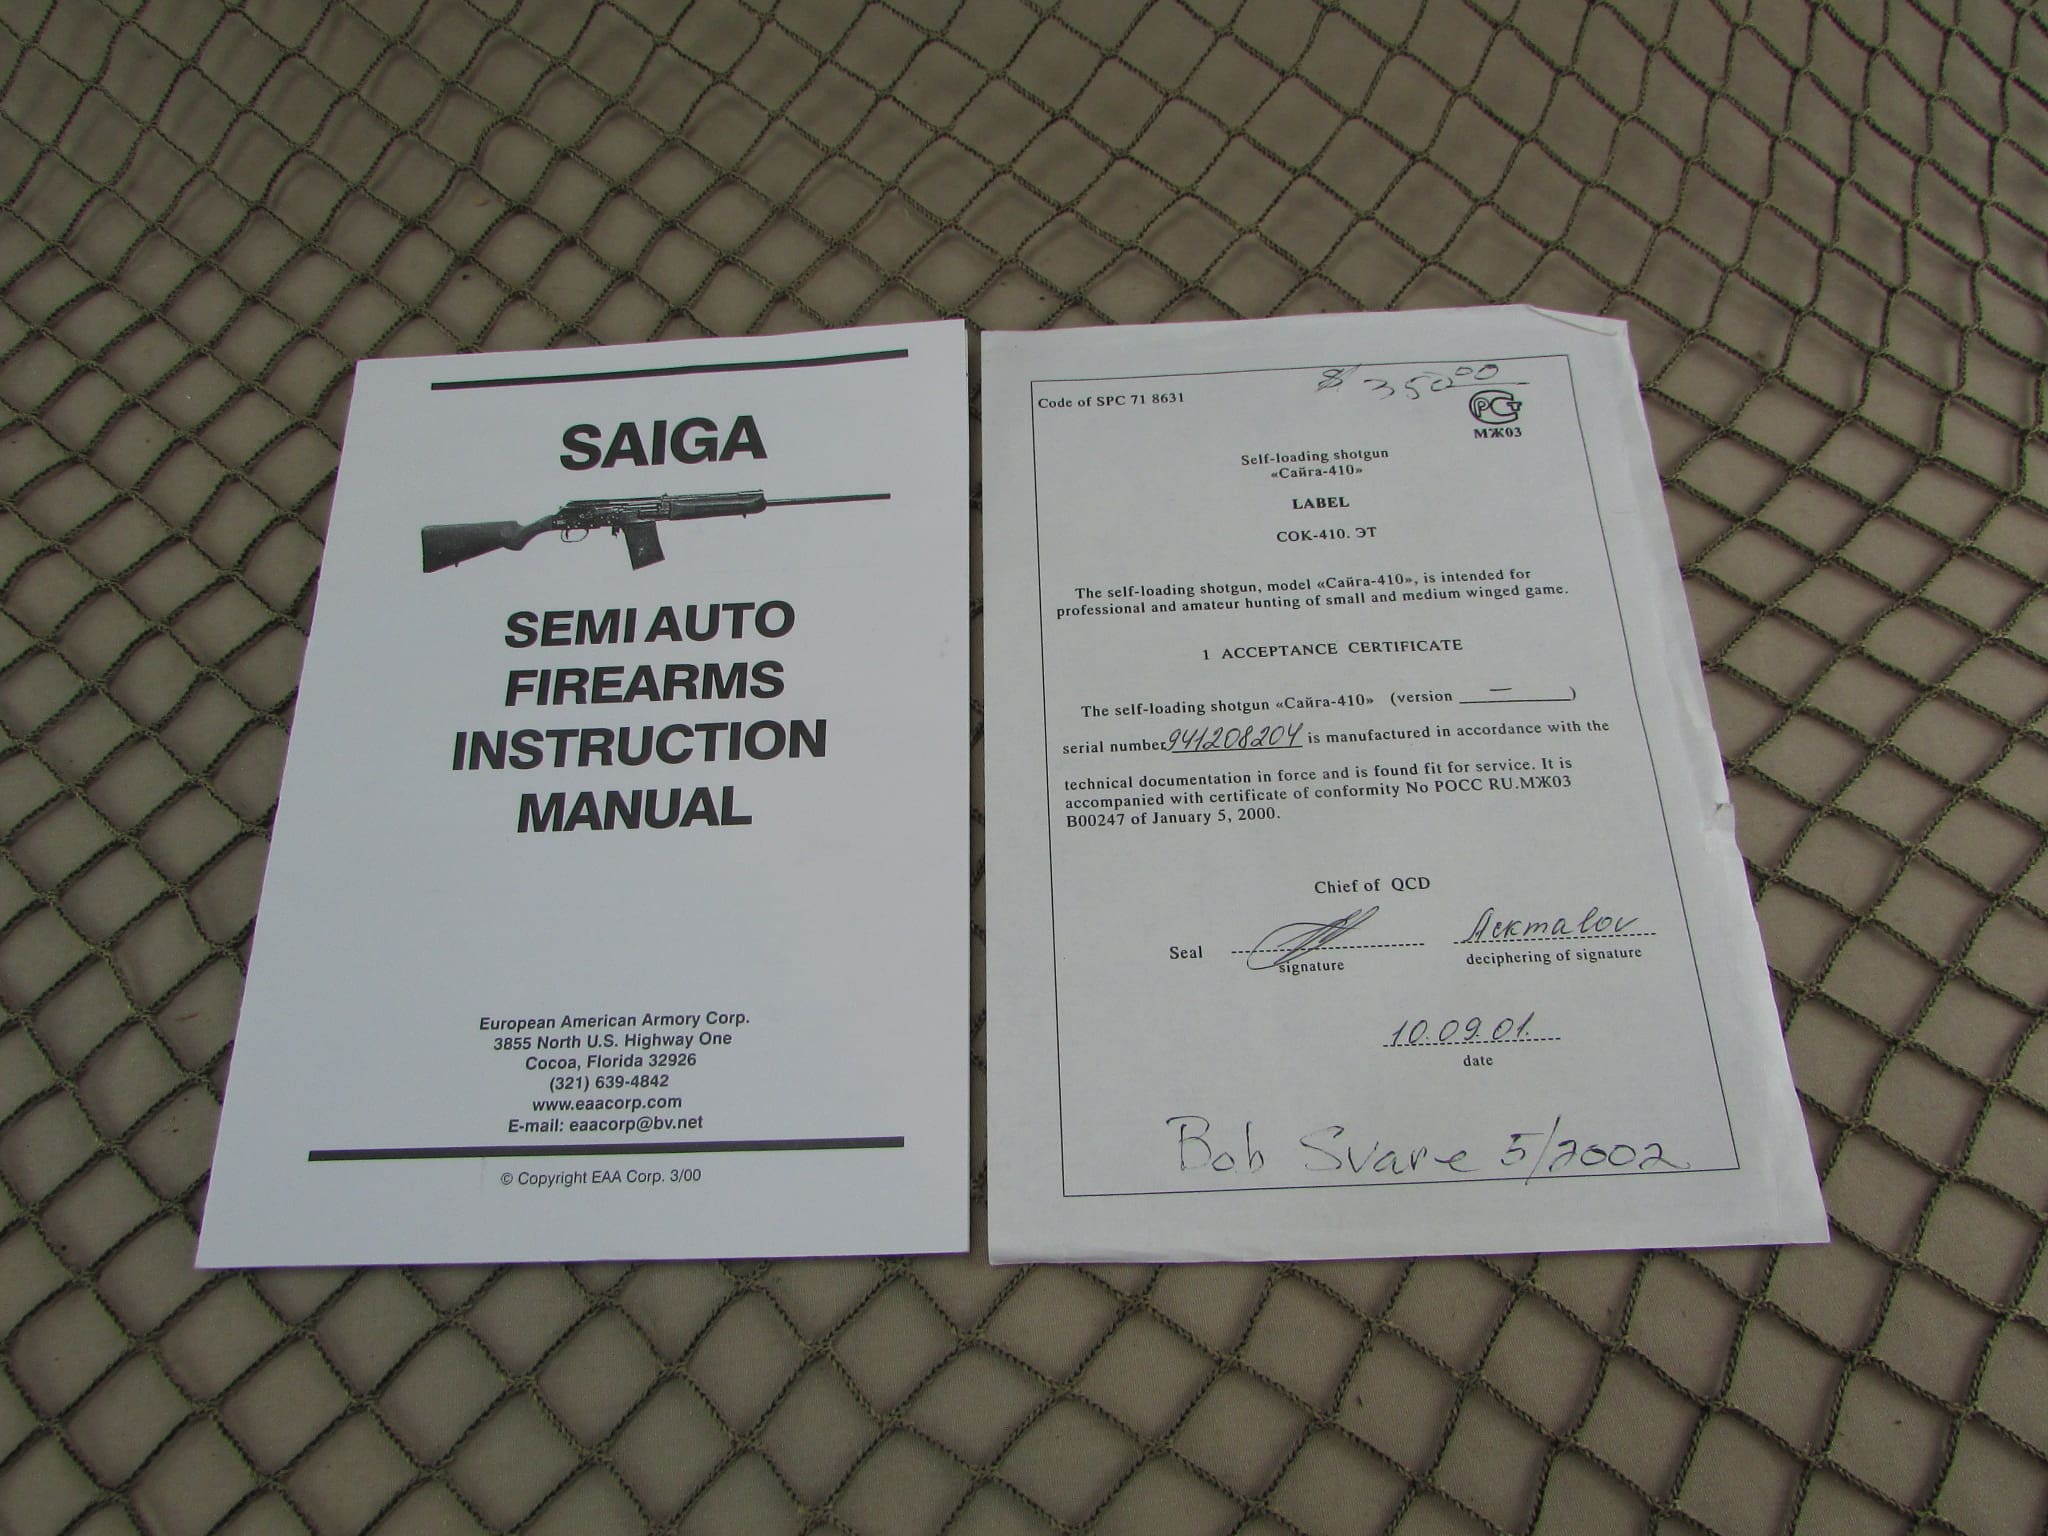 SAIGA
SEMI AUTO
FIREARMS
INSTRUCTION
MANUAL
European American Armory Corp.
3855 North U.S. Highway One
Cocoa, Florida 32926
(321) 639-4842
www.eaacorp.com
E-mail: eaacorp@bv.net
© Copyright EAA Corp. 3/00
$ 350.00
Code of SPC 71 8631
РСТ
МЖ03
Self-loading shotgun
«Сайга-410»
LABEL
СОК-410. ЭТ
The self-loading shotgun, model «Сайга-410», is intended for
professional and amateur hunting of small and medium winged game.
1 ACCEPTANCE CERTIFICATE
The self-loading shotgun «Сайга-410» (version — )
serial number 941208204 is manufactured in accordance with the
technical documentation in force and is found fit for service. It is
accompanied with certificate of conformity No РОСС RU.МЖ03
B00247 of January 5, 2000.
Chief of QCD
Seal
signature
deciphering of signature
10.09.01.
date
Bob Svare 5/2002